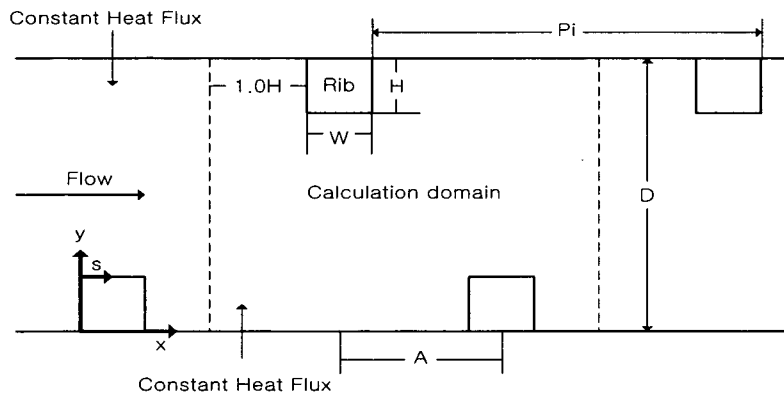 Constant Heat Flux
Pi
1.0H
Rib
H
W
Flow
Calculation domain
D
y
s
x
A
Constant Heat Flux